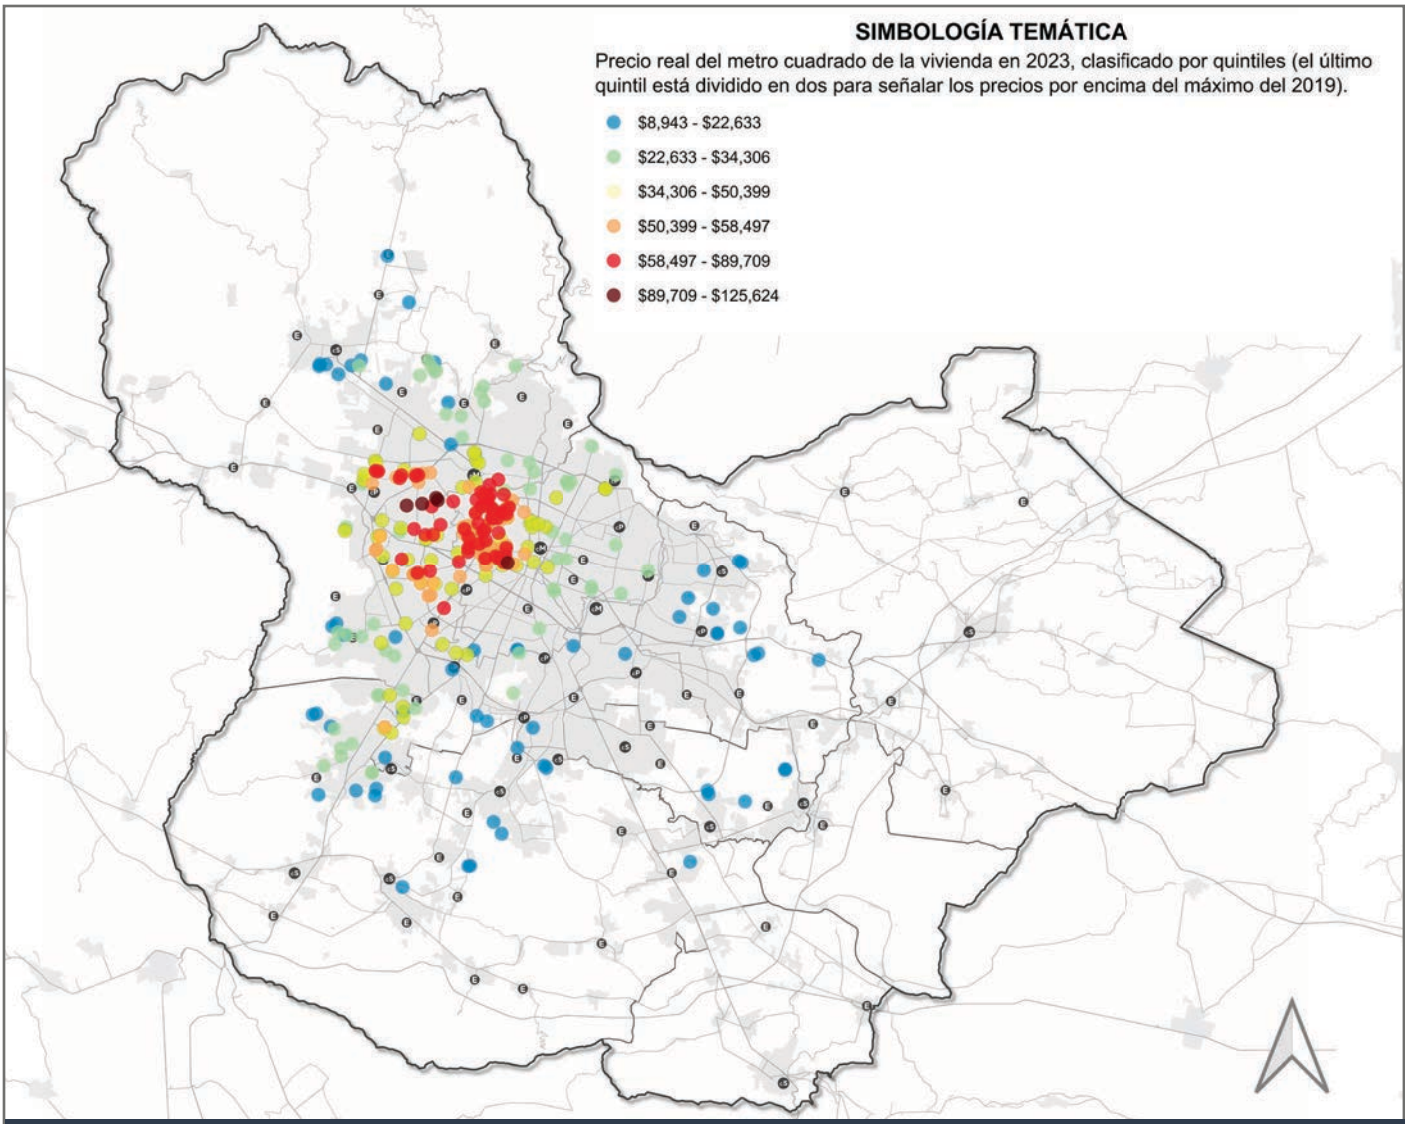 SIMBOLOGÍA TEMÁTICA
Precio real del metro cuadrado de la vivienda en 2023, clasificado por quintiles (el último
quintil está dividido en dos para señalar los precios por encima del máximo del 2019).
$8,943 - $22,633
$22,633 - $34,306
$34,306 - $50,399
$50,399 - $58,497
$58,497 - $89,709
$89,709 - $125,624